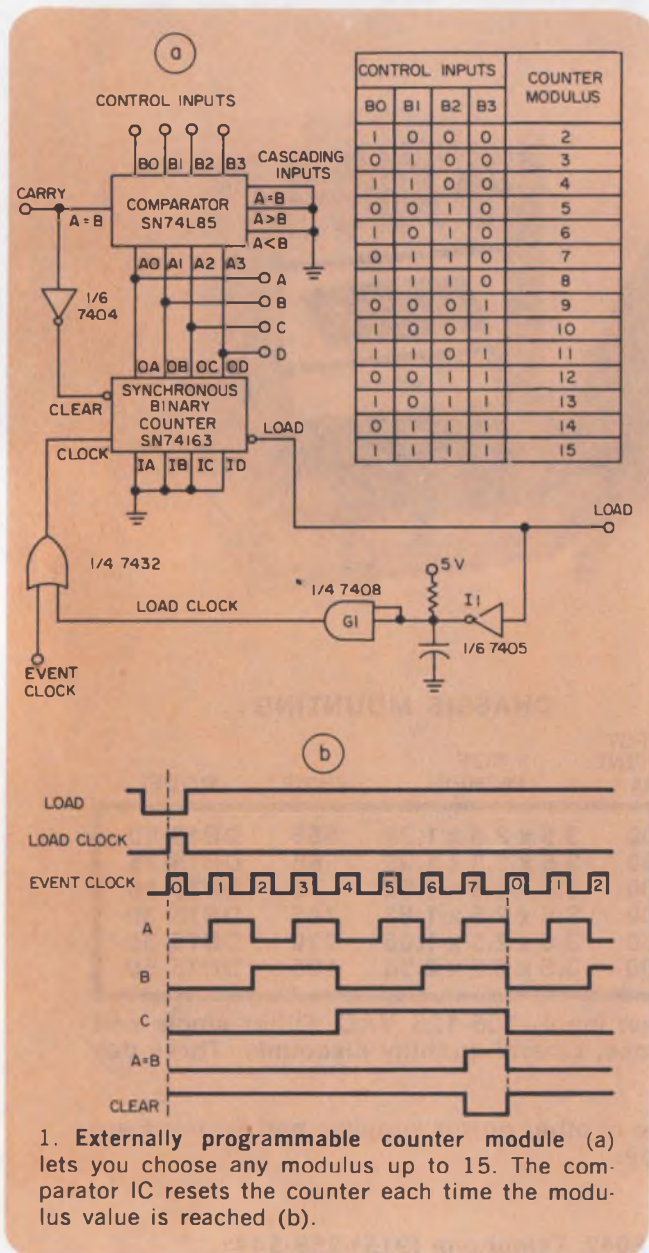 a
CONTROL INPUTS
B0 B1 B2 B3
CASCADING
INPUTS
CARRY
A=B
COMPARATOR
SN74L85
A=B
A>B
A<B
A0 A1 A2 A3
A
B
C
D
1/6
7404
OA OB OC OD
CLEAR
SYNCHRONOUS
BINARY
COUNTER
SN74163
LOAD
CLOCK
IA IB IC ID
LOAD
1/4 7432
5V
1/4 7408
I1
LOAD CLOCK
G1
1/6 7405
EVENT
CLOCK
CONTROL INPUTS
COUNTER
MODULUS
B0 B1 B2 B3
1 0 0 0 2
0 1 0 0 3
1 1 0 0 4
0 0 1 0 5
1 0 1 0 6
0 1 1 0 7
1 1 1 0 8
0 0 0 1 9
1 0 0 1 10
1 1 0 1 11
0 0 1 1 12
1 0 1 1 13
0 1 1 1 14
1 1 1 1 15
CHASSIS MOUNTING
b
LOAD
LOAD CLOCK
EVENT CLOCK 0 1 2 3 4 5 6 7 0 1 2
A
B
C
A=B
CLEAR
1. Externally programmable counter module (a)
lets you choose any modulus up to 15. The com-
parator IC resets the counter each time the modu-
lus value is reached (b).